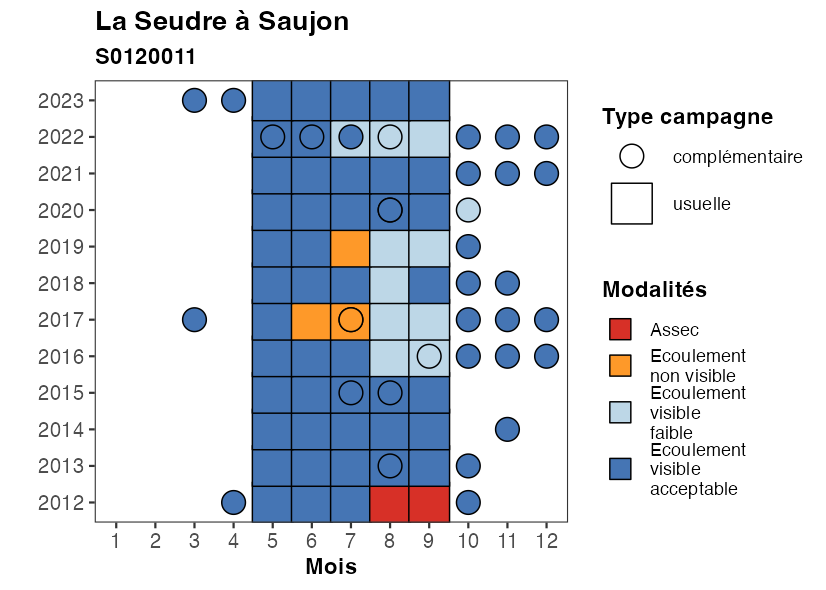 La Seudre à Saujon
S0120011
2023
2022
2021
2020
2019
2018
2017
2016
2015
2014
2013
2012
1 2 3 4 5 6 7 8 9 10 11 12
Mois
Type campagne
complémentaire
usuelle
Modalités
Assec
Ecoulement
non visible
Ecoulement
visible
faible
Ecoulement
visible
acceptable